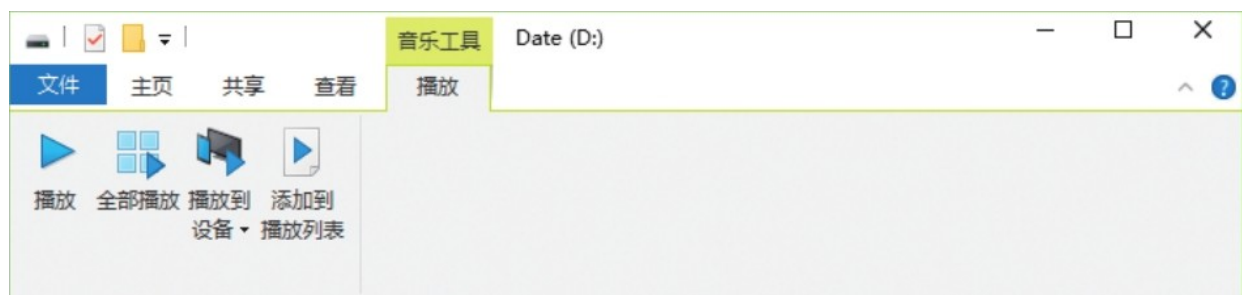 音乐工具 Date (D:)
文件 主页 共享 查看 播放
播放 全部播放 播放到 添加到
设备 播放列表